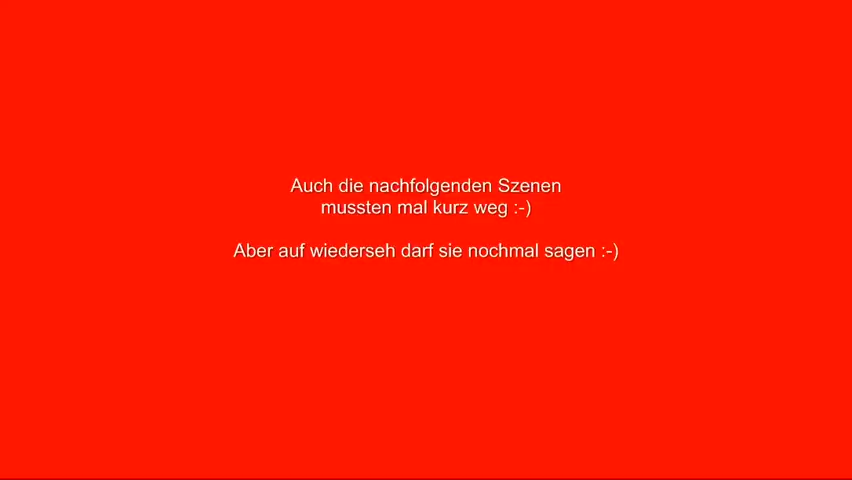 Auch die nachfolgenden Szenen
mussten mal kurz weg :-)
Aber auf wiederseh darf sie nochmal sagen :-)